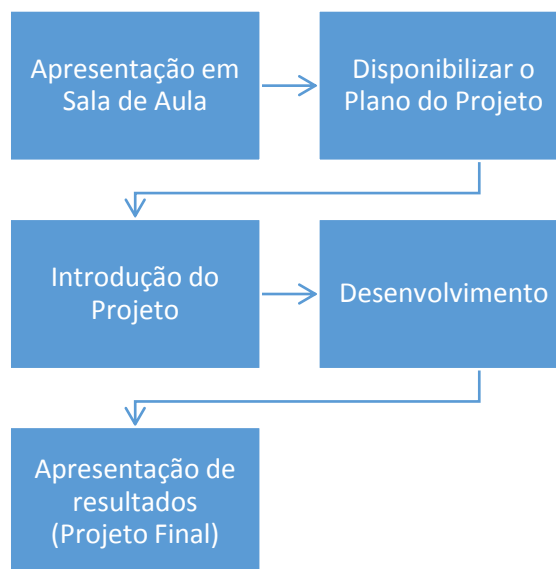 Apresentação em
Sala de Aula
Disponibilizar o
Plano do Projeto
Introdução do
Projeto
Desenvolvimento
Apresentação de
resultados
(Projeto Final)